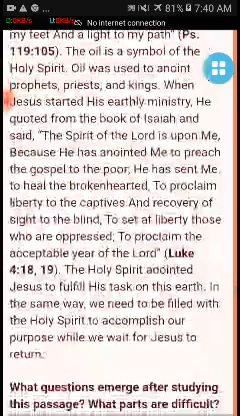 O:0KB/s U:0KB/s No internet connection 81% 7:40 AM
my feet And a light to my path" (Ps.
119:105). The oil is a symbol of the
Holy Spirit. Oil was used to anoint
prophets, priests, and kings. When
Jesus started His earthly ministry, He
quoted from the book of Isaiah and
said, "The Spirit of the Lord is upon Me,
Because He has anointed Me to preach
the gospel to the poor; He has sent Me
to heal the brokenhearted, To proclaim
liberty to the captives And recovery of
sight to the blind, To set at liberty those
who are oppressed; To proclaim the
acceptable year of the Lord" (Luke
4:18, 19). The Holy Spirit anointed
Jesus to fulfill His task on this earth. In
the same way, we need to be filled with
the Holy Spirit to accomplish our
purpose while we wait for Jesus to
return.
What questions emerge after studying
this passage? What parts are difficult?